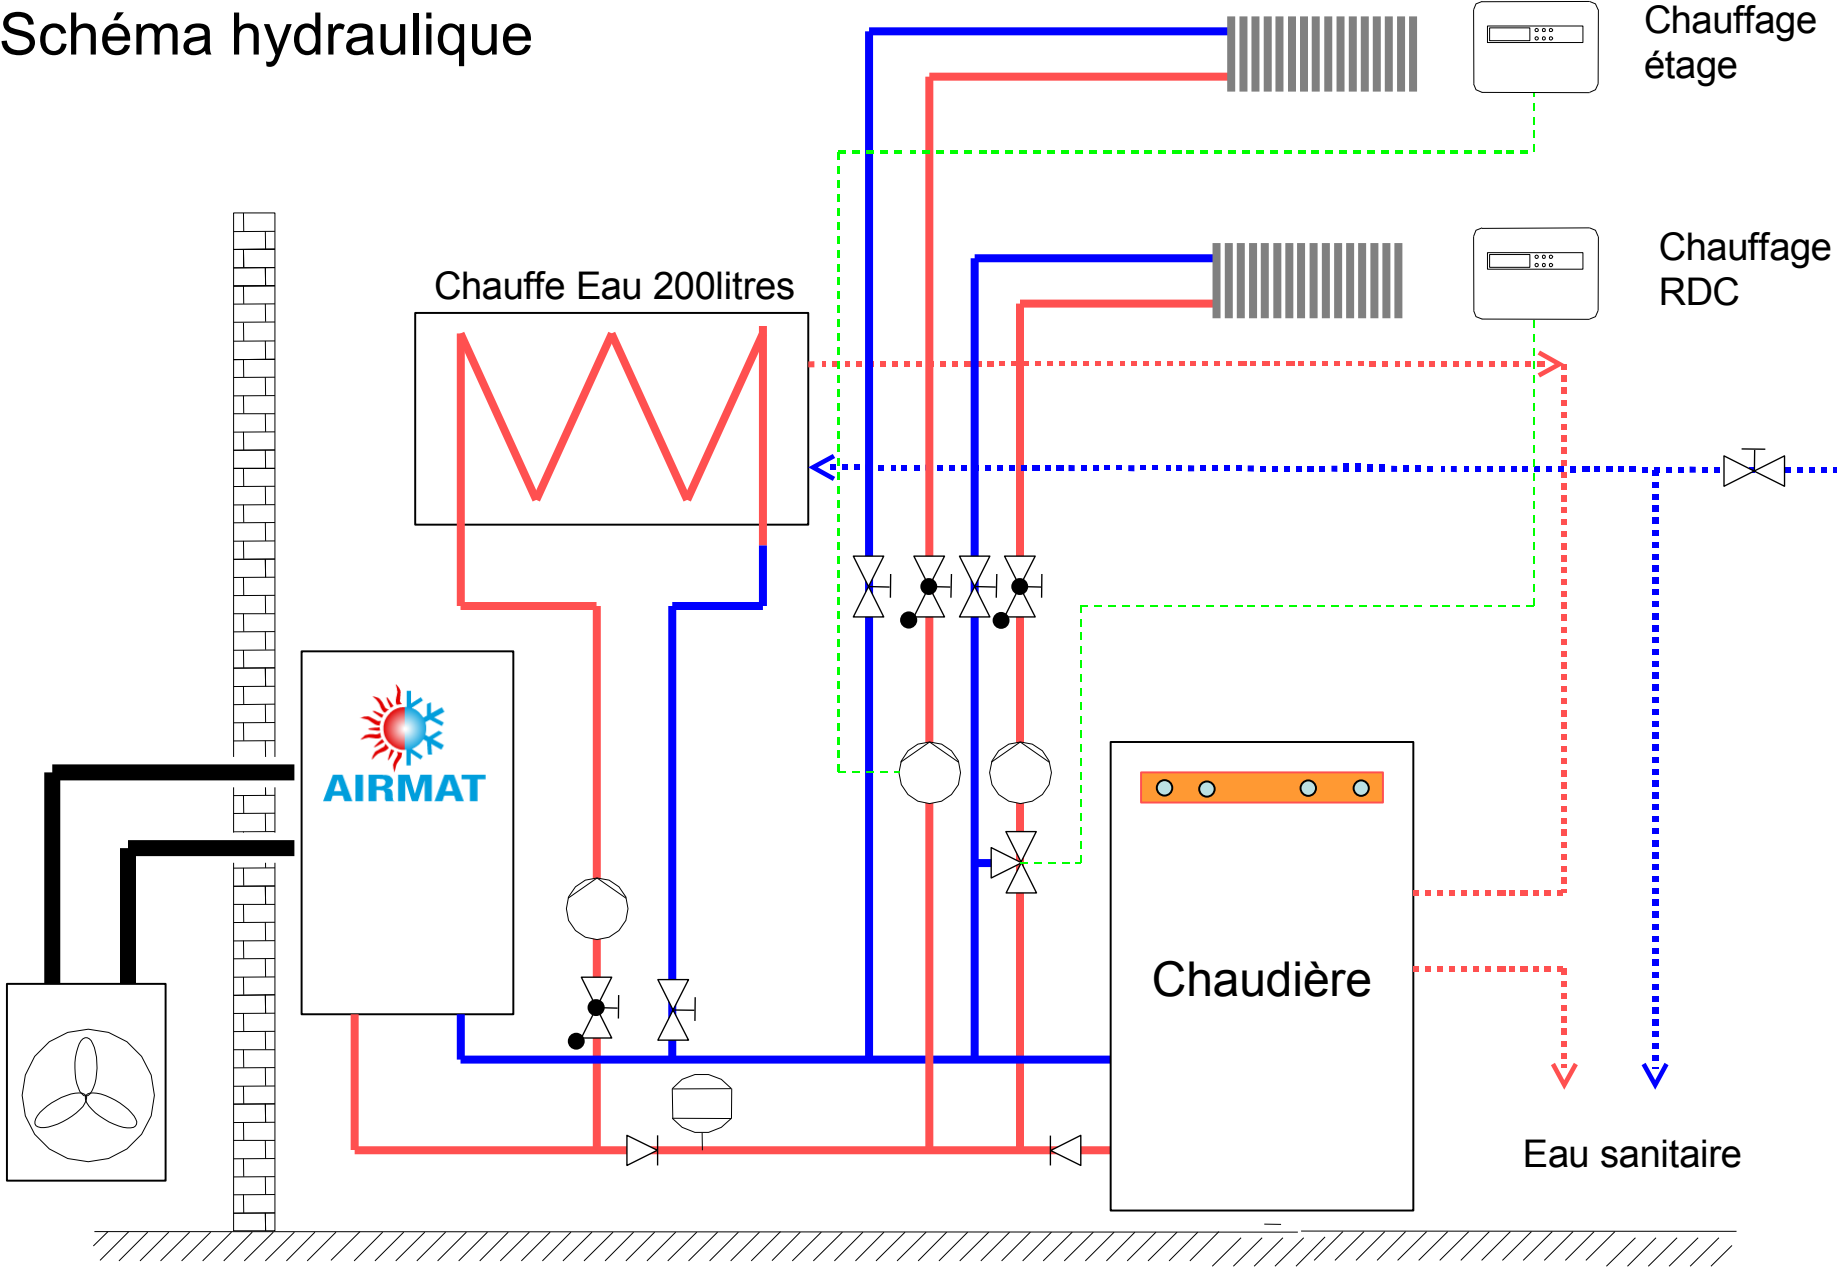 Schéma hydraulique
Chauffage
étage
Chauffage
RDC
Chauffe Eau 200litres
AIRMAT
Chaudière
Eau sanitaire